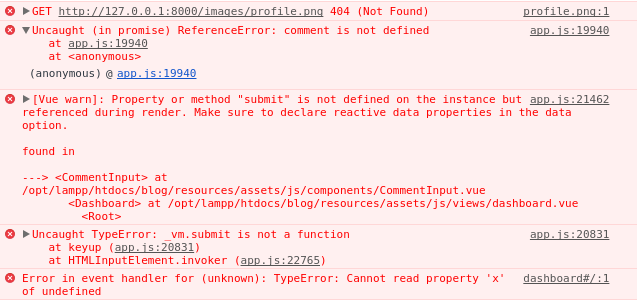 GET http://127.0.0.1:8000/images/profile.png 404 (Not Found) profile.png:1
Uncaught (in promise) ReferenceError: comment is not defined app.js:19940
at app.js:19940
at <anonymous>
(anonymous) @ app.js:19940
[Vue warn]: Property or method "submit" is not defined on the instance but app.js:21462
referenced during render. Make sure to declare reactive data properties in the data
option.
found in
---> <CommentInput> at
/opt/lampp/htdocs/blog/resources/assets/js/components/CommentInput.vue
<Dashboard> at /opt/lampp/htdocs/blog/resources/assets/js/views/dashboard.vue
<Root>
Uncaught TypeError: _vm.submit is not a function app.js:20831
at keyup (app.js:20831)
at HTMLInputElement.invoker (app.js:22765)
Error in event handler for (unknown): TypeError: Cannot read property 'x' dashboard#/:1
of undefined